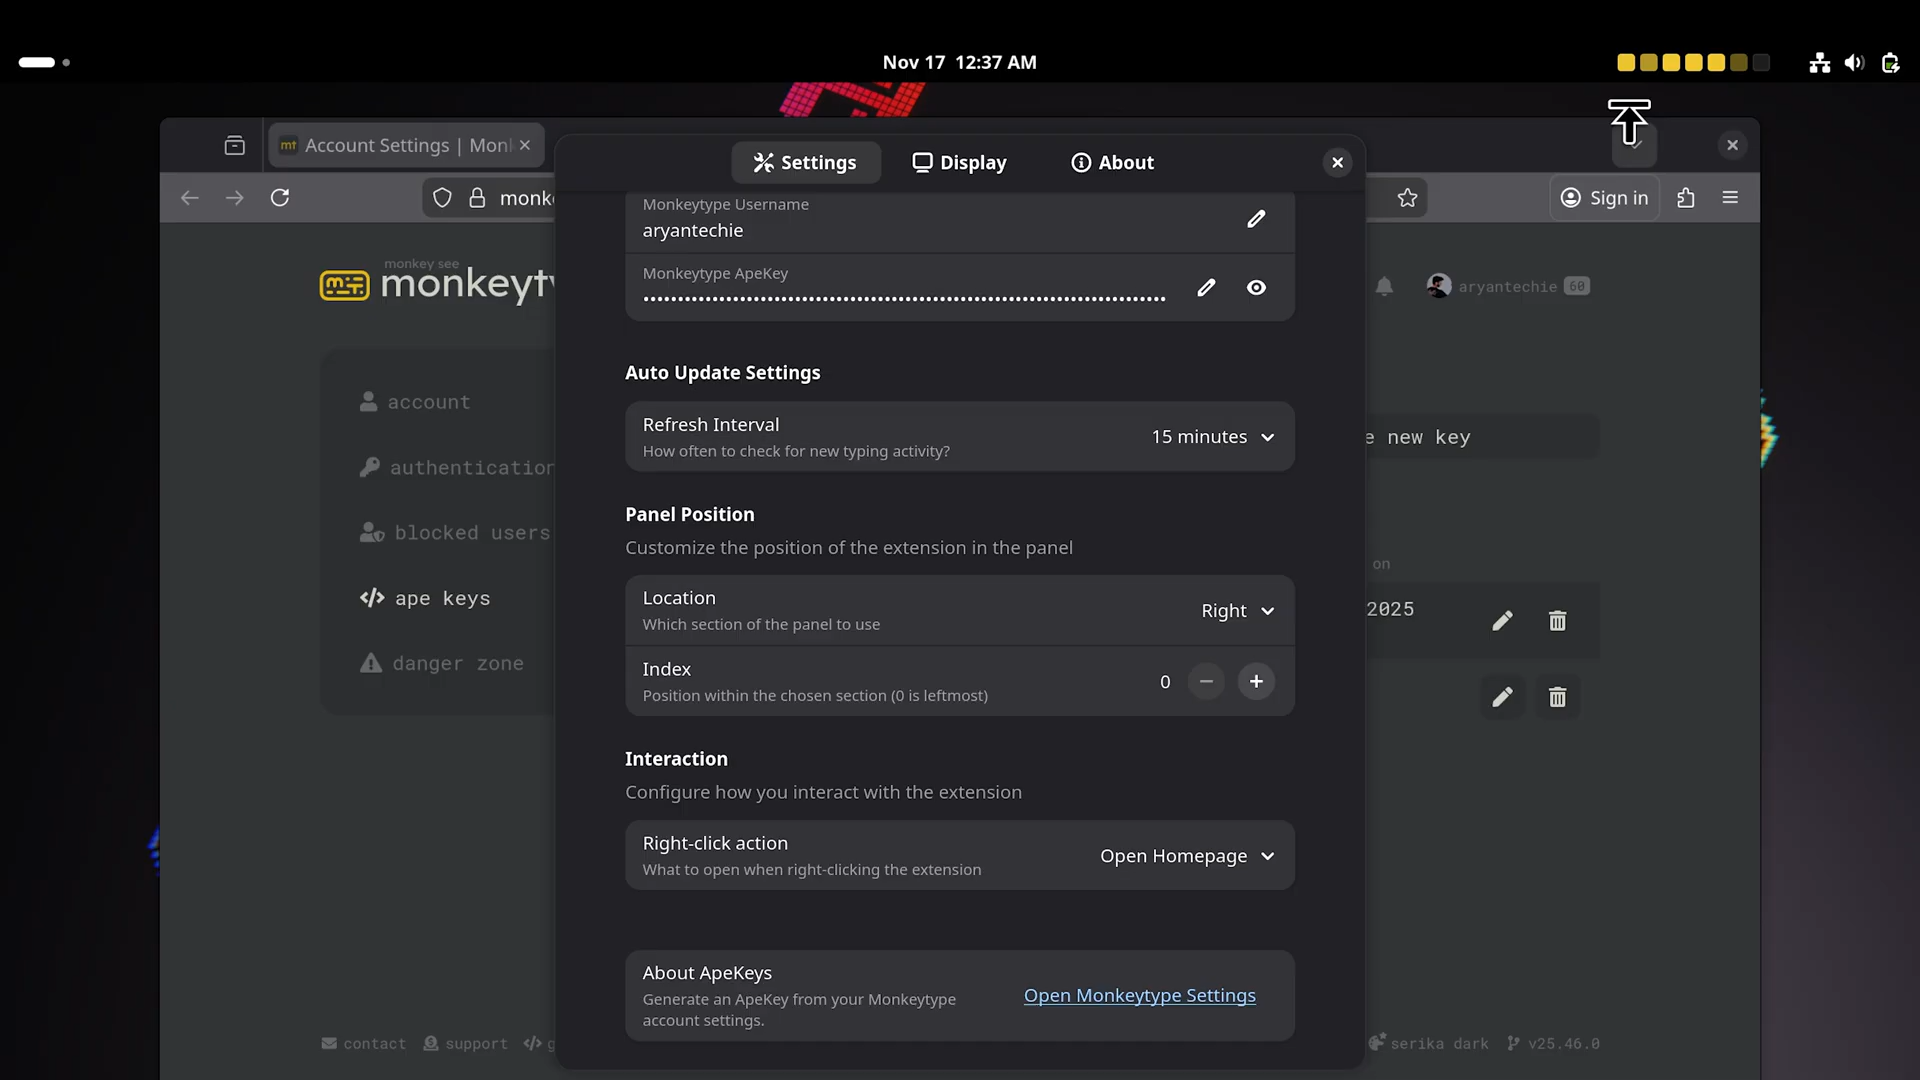 Nov 17 12:37 AM
mt Account Settings | Monk
Settings
Display
About
monke
Sign in
monkey see
monkeyty
aryantechie 60
account
authentication
blocked users
ape keys
danger zone
Monkeytype Username
aryantechie
Monkeytype ApeKey
Auto Update Settings
Refresh Interval
How often to check for new typing activity?
15 minutes
Panel Position
Customize the position of the extension in the panel
Location
Which section of the panel to use
Right
Index
Position within the chosen section (0 is leftmost)
0
Interaction
Configure how you interact with the extension
Right-click action
What to open when right-clicking the extension
Open Homepage
About ApeKeys
Generate an ApeKey from your Monkeytype
account settings.
Open Monkeytype Settings
e new key
on
2025
contact
support
g
serika dark
v25.46.0